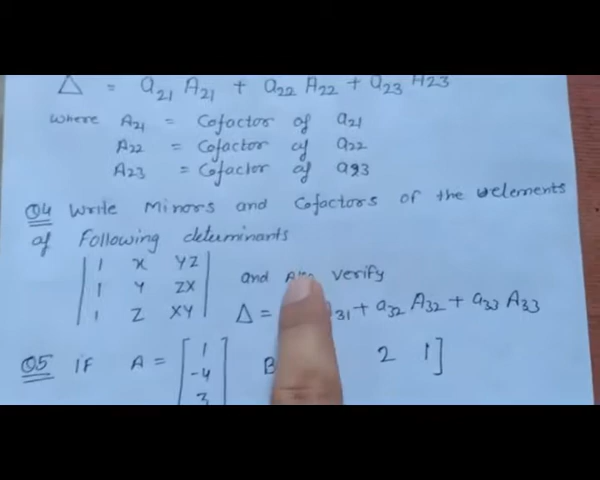 Δ = a21 A21 + a22 A22 + a23 A23
where A21 = Cofactor of a21
A22 = Cofactor of a22
A23 = Cofactor of a23
Q4 Write Minors and Cofactors of the elements
of Following determinants
| 1 X YZ |
| 1 Y ZX | and verify
| 1 Z XY | Δ = 31 + a32 A32 + a33 A33
Q5 IF A = [ 1 B 2 1]
-4
3